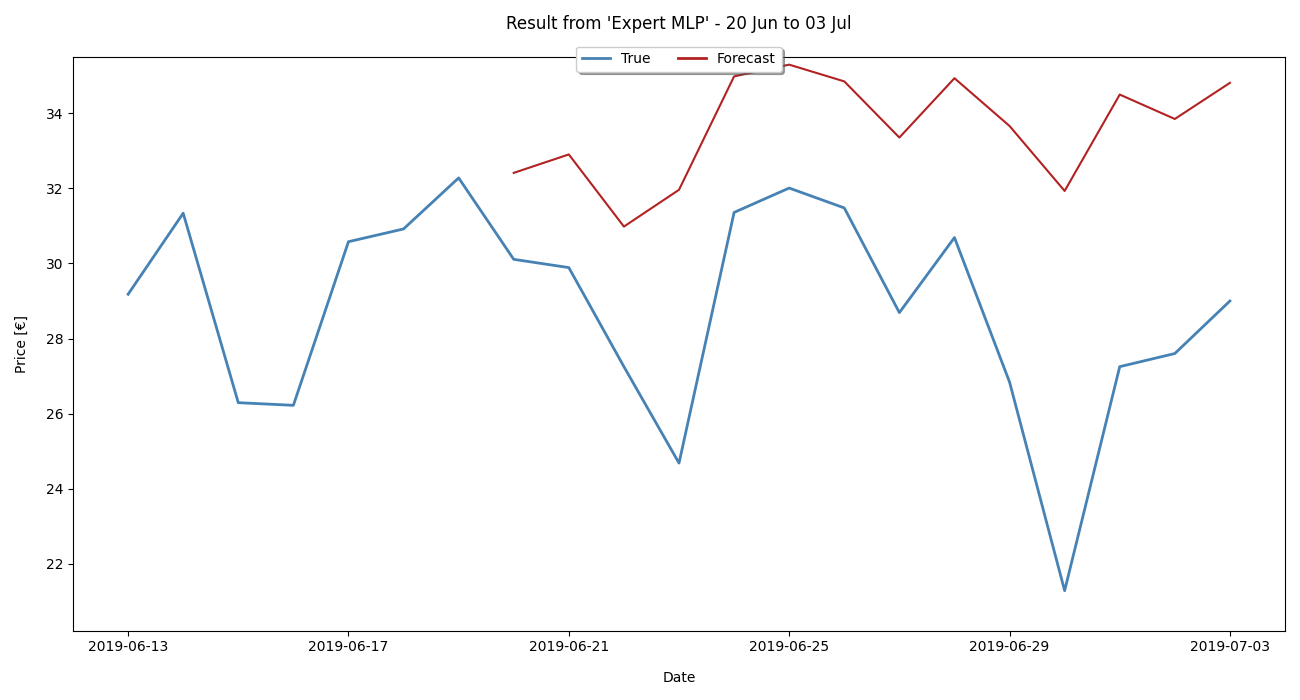 Result from 'Expert MLP' - 20 Jun to 03 Jul
True Forecast
34
32
30
28
26
24
22
Price [€]
2019-06-13 2019-06-17 2019-06-21 2019-06-25 2019-06-29 2019-07-03
Date